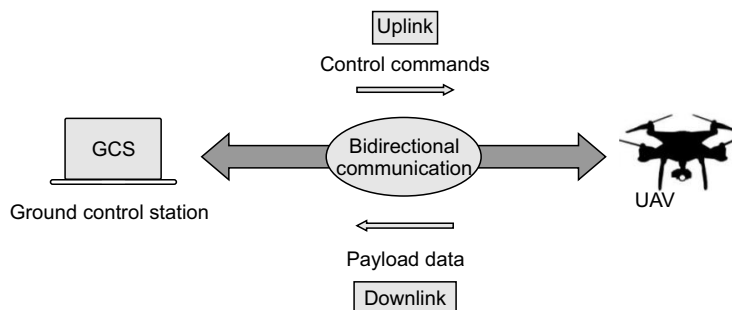 Uplink
Control commands
GCS
Bidirectional
communication
Ground control station
UAV
Payload data
Downlink